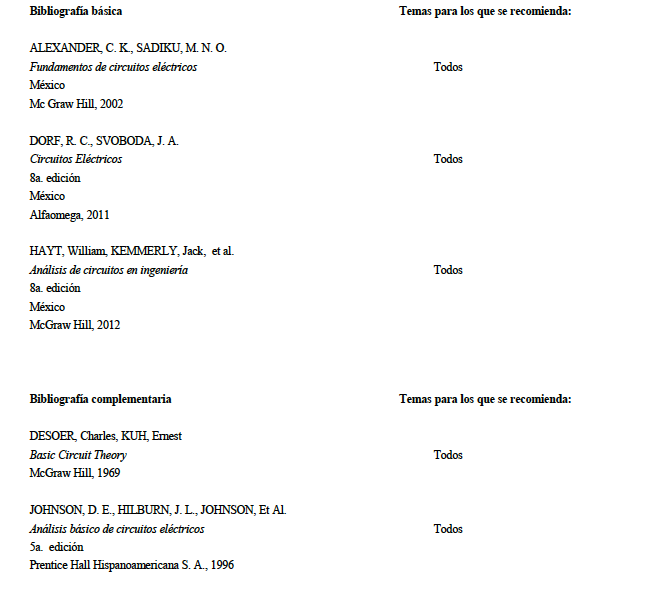 Bibliografía básica Temas para los que se recomienda:
ALEXANDER, C. K., SADIKU, M. N. O.
Fundamentos de circuitos eléctricos Todos
México
Mc Graw Hill, 2002
DORF, R. C., SVOBODA, J. A.
Circuitos Eléctricos Todos
8a. edición
México
Alfaomega, 2011
HAYT, William, KEMMERLY, Jack, et al.
Análisis de circuitos en ingeniería Todos
8a. edición
México
McGraw Hill, 2012
Bibliografía complementaria Temas para los que se recomienda:
DESOER, Charles, KUH, Ernest
Basic Circuit Theory Todos
McGraw Hill, 1969
JOHNSON, D. E., HILBURN, J. L., JOHNSON, Et Al.
Análisis básico de circuitos eléctricos Todos
5a. edición
Prentice Hall Hispanoamericana S. A., 1996